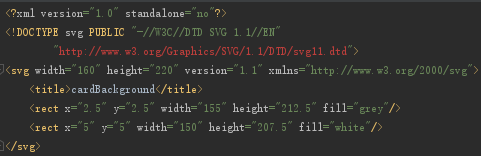 <?xml version="1.0" standalone="no"?>
<!DOCTYPE svg PUBLIC "-//W3C//DTD SVG 1.1//EN"
"http://www.w3.org/Graphics/SVG/1.1/DTD/svg11.dtd">
<svg width="160" height="220" version="1.1" xmlns="http://www.w3.org/2000/svg">
<title>cardBackground</title>
<rect x="2.5" y="2.5" width="155" height="212.5" fill="grey"/>
<rect x="5" y="5" width="150" height="207.5" fill="white"/>
</svg>